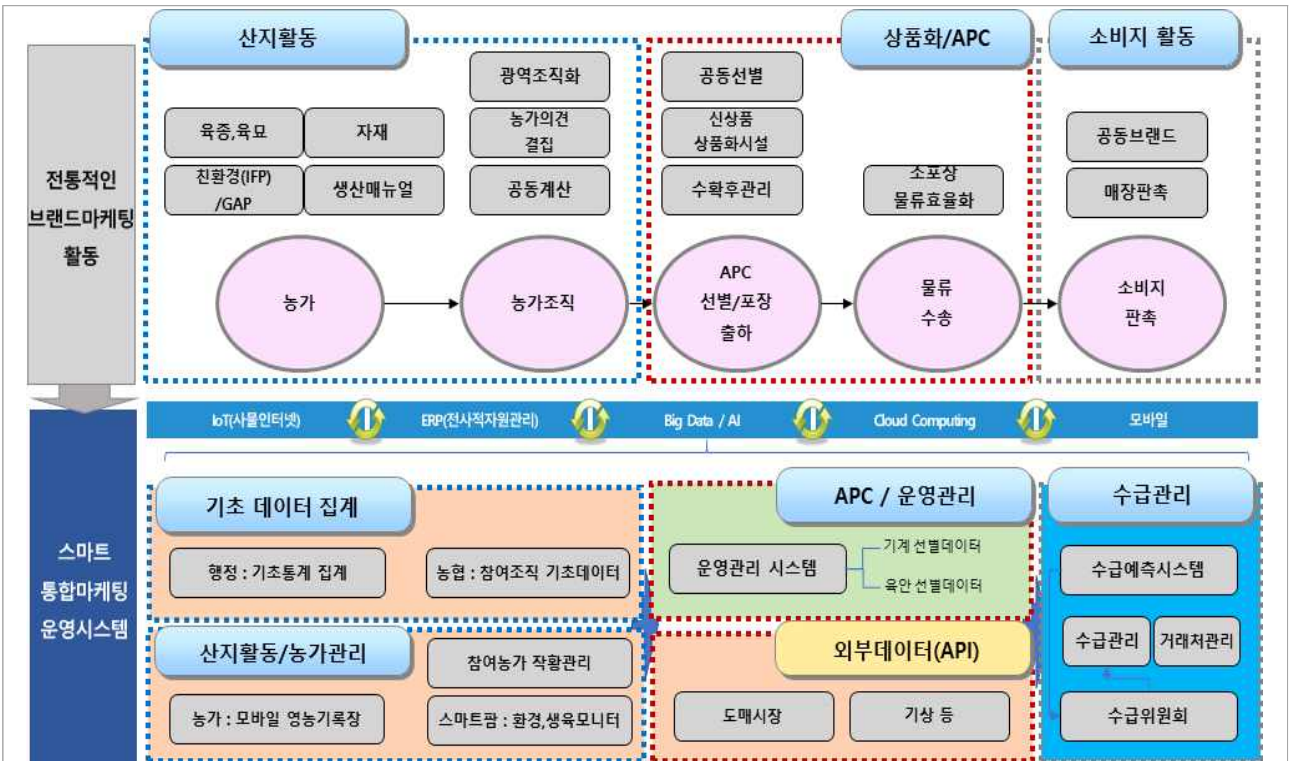 산지활동
상품화/APC
소비지 활동
전통적인
브랜드마케팅
활동
광역조직화
육종,육묘
자재
농가의견
결집
친환경(IFP)
/GAP
생산매뉴얼
공동계산
공동선별
신상품
상품화시설
수확후관리
소포장
물류효율화
공동브랜드
매장판촉
농가
농가조직
APC
선별/포장
출하
물류
수송
소비지
판촉
IoT(사물인터넷)
ERP(전사적자원관리)
Big Data / AI
Cloud Computing
모바일
스마트
통합마케팅
운영시스템
기초 데이터 집계
행정 : 기초통계 집계
농협 : 참여조직 기초데이터
APC / 운영관리
운영관리 시스템
기계 선별데이터
육안 선별데이터
수급관리
수급예측시스템
수급관리
거래처관리
수급위원회
산지활동/농가관리
참여농가 작황관리
농가 : 모바일 영농기록장
스마트팜 : 환경,생육모니터
외부데이터(API)
도매시장
기상 등